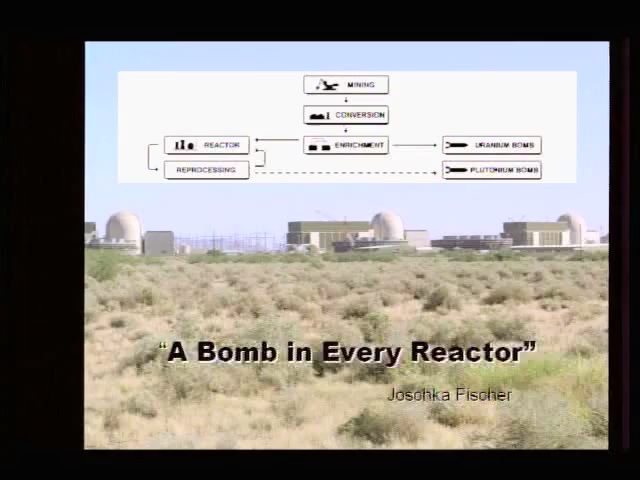 MINING
CONVERSION
REACTOR
ENRICHMENT
URANIUM BOMB
REPROCESSING
PLUTONIUM BOMB
“A Bomb in Every Reactor”
Joschka Fischer